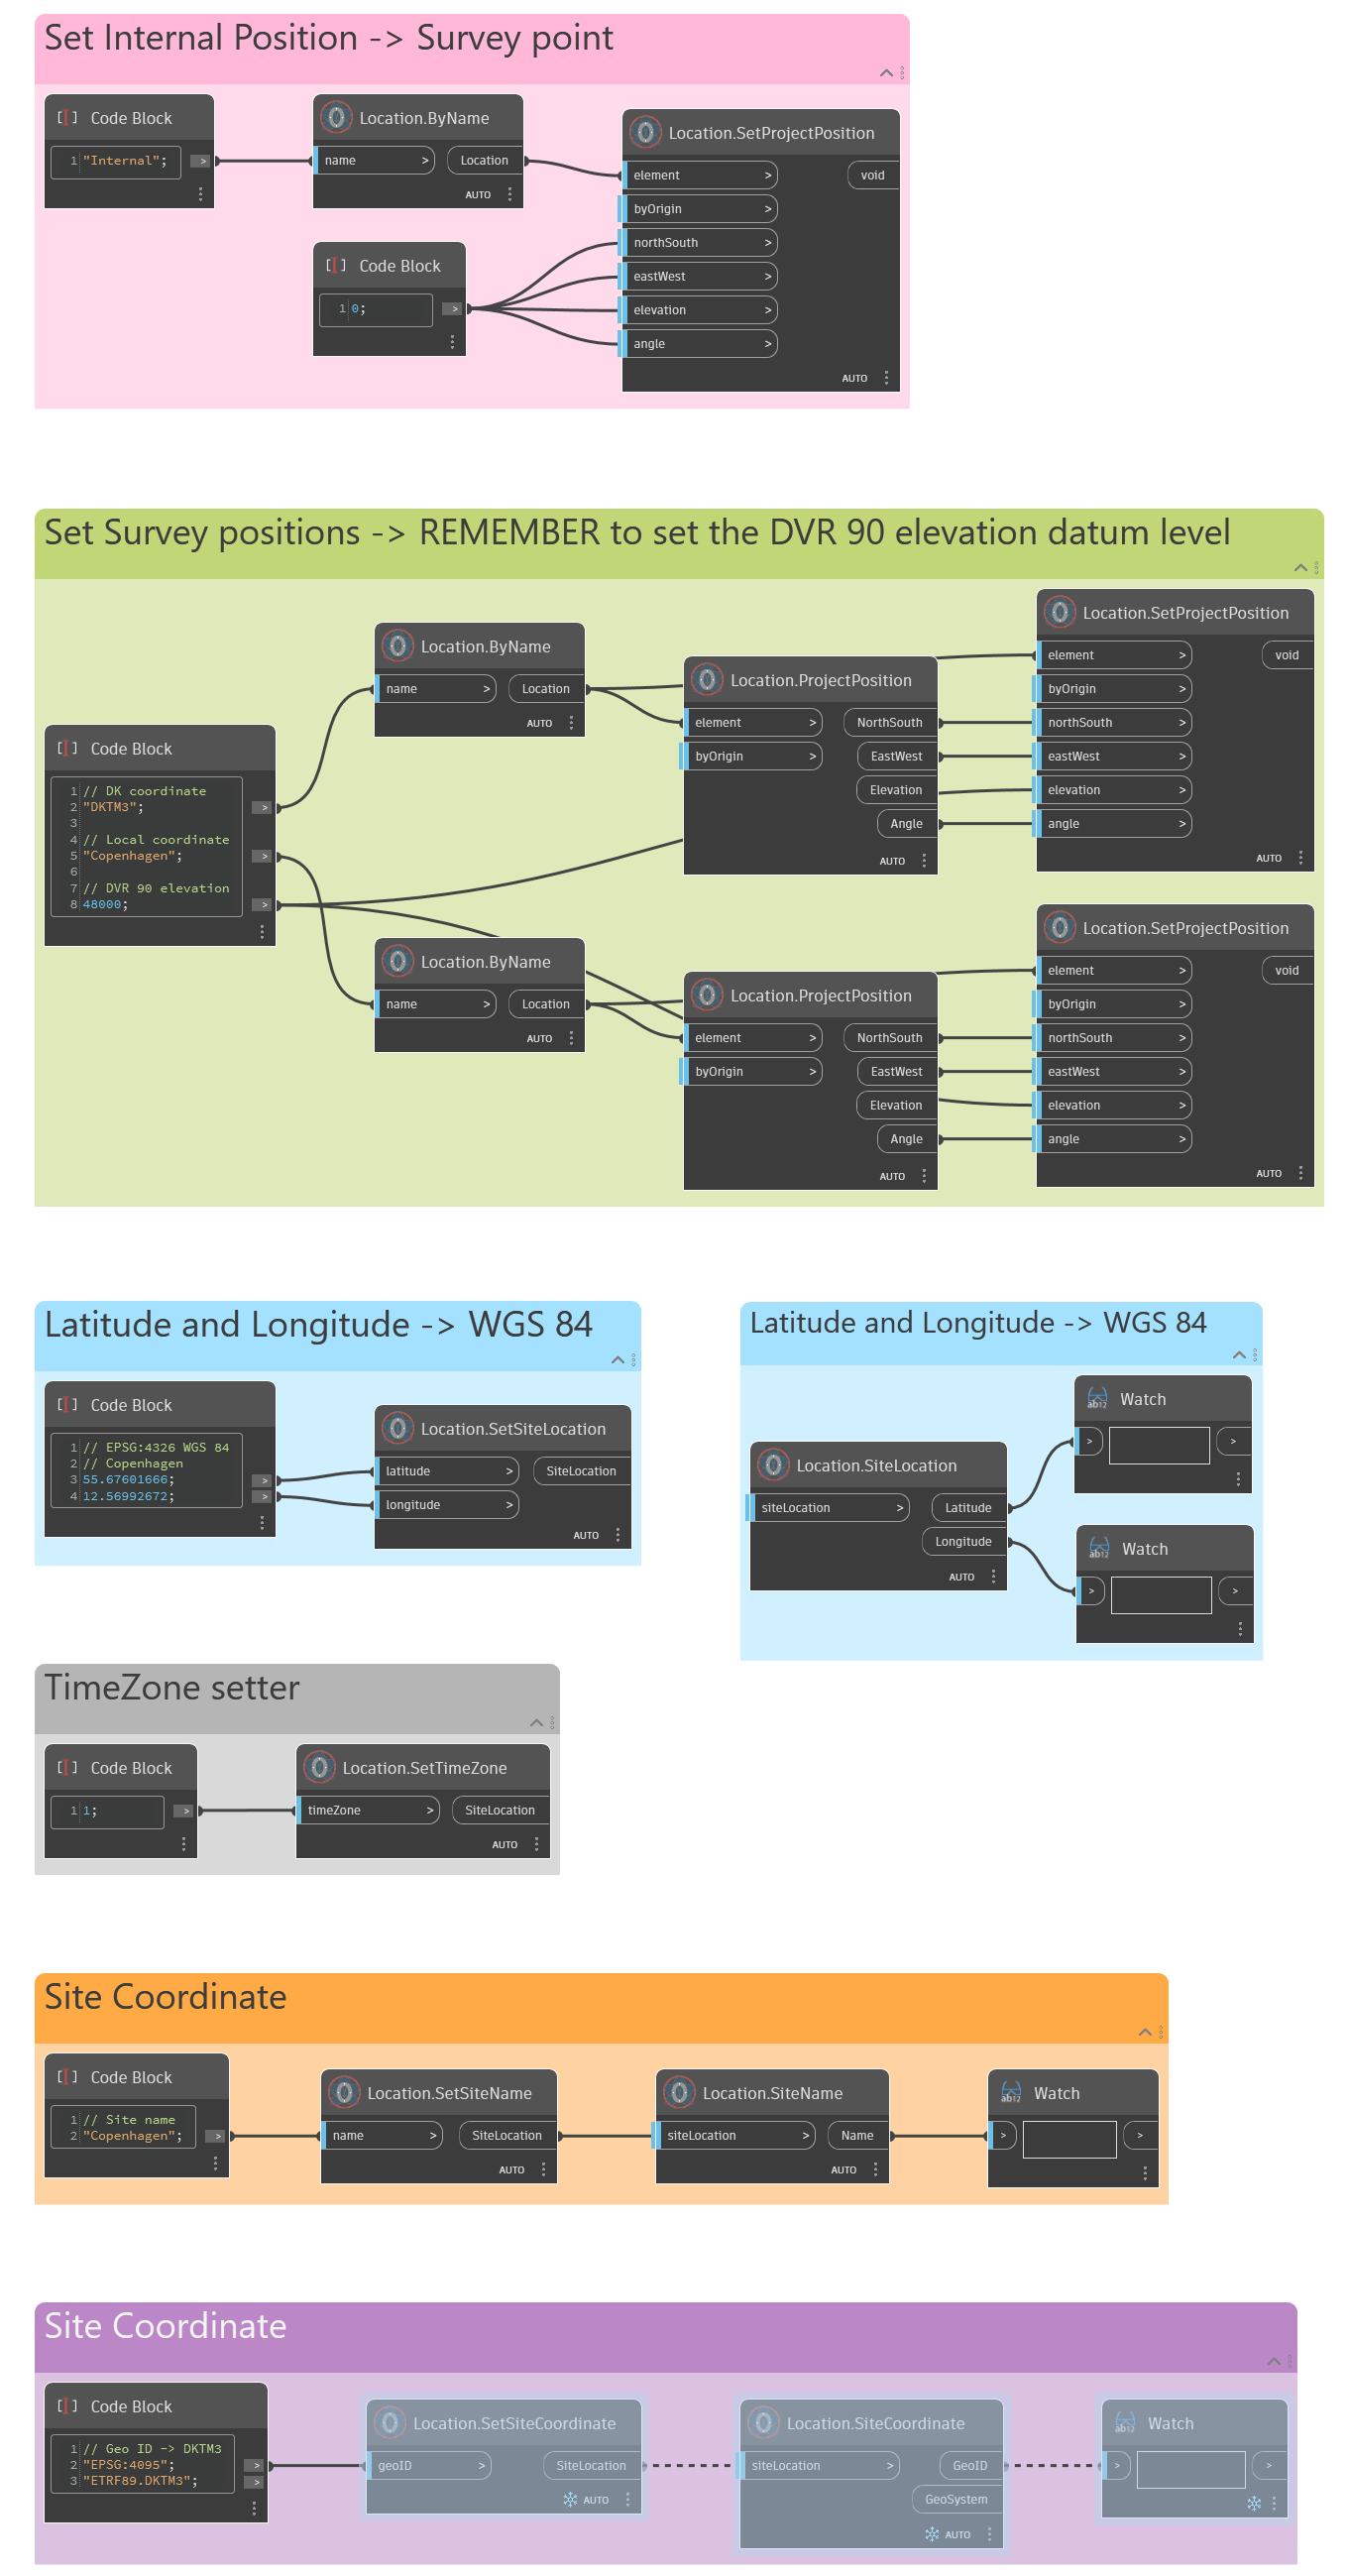 Set Internal Position -> Survey point
Code Block
1 "Internal"; >
Location.ByName
name > Location
AUTO
Code Block
1 0; >
Location.SetProjectPosition
element > void
byOrigin >
northSouth >
eastWest >
elevation >
angle >
AUTO
Set Survey positions -> REMEMBER to set the DVR 90 elevation datum level
Code Block
1 // DK coordinate
2 "DKTM3"; >
3
4 // Local coordinate
5 "Copenhagen"; >
6
7 // DVR 90 elevation
8 48000; >
Location.ByName
name > Location
AUTO
Location.ProjectPosition
element > NorthSouth
byOrigin > EastWest
Elevation
Angle
AUTO
Location.SetProjectPosition
element > void
byOrigin >
northSouth >
eastWest >
elevation >
angle >
AUTO
Location.ByName
name > Location
AUTO
Location.ProjectPosition
element > NorthSouth
byOrigin > EastWest
Elevation
Angle
AUTO
Location.SetProjectPosition
element > void
byOrigin >
northSouth >
eastWest >
elevation >
angle >
AUTO
Latitude and Longitude -> WGS 84
Code Block
1 // EPSG:4326 WGS 84
2 // Copenhagen
3 55.67601666; >
4 12.56992672; >
Location.SetSiteLocation
latitude > SiteLocation
longitude >
AUTO
Latitude and Longitude -> WGS 84
Location.SiteLocation
siteLocation > Latitude
Longitude
AUTO
ab12 Watch
> >
ab12 Watch
> >
TimeZone setter
Code Block
1 1; >
Location.SetTimeZone
timeZone > SiteLocation
AUTO
Site Coordinate
Code Block
1 // Site name
2 "Copenhagen"; >
Location.SetSiteName
name > SiteLocation
AUTO
Location.SiteName
siteLocation > Name
AUTO
ab12 Watch
> >
Site Coordinate
Code Block
1 // Geo ID -> DKTM3
2 "EPSG:4095"; >
3 "ETRF89.DKTM3"; >
Location.SetSiteCoordinate
geoID > SiteLocation
AUTO
Location.SiteCoordinate
siteLocation > GeoID
GeoSystem
AUTO
ab12 Watch
> >